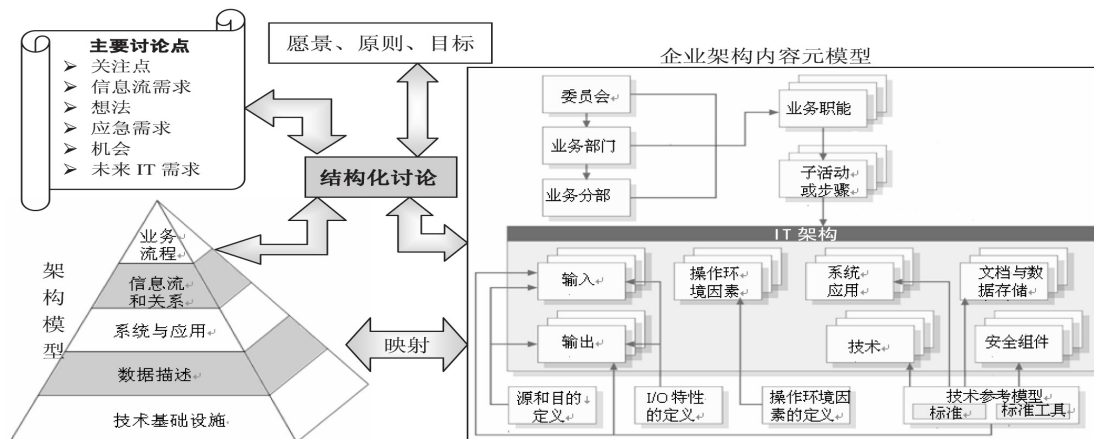 主要讨论点
关注点
信息流需求
想法
应急需求
机会
未来 IT 需求
愿景、原则、目标
结构化讨论
架构模型
业务
流程
信息流
和关系
系统与应用
数据描述
技术基础设施
映射
企业架构内容元模型
委员会
业务部门
业务分部
业务职能
子活动
或步骤
IT 架构
输入
操作环
境因素
系统
应用
文档与数
据存储
输出
技术
安全组件
源和目的
定义
I/O 特性
的定义
操作环境因
素的定义
技术参考模型
标准
标准工具